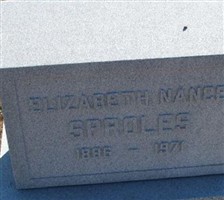 ELIZABETH NANCE
SPROLES
1886 - 1971